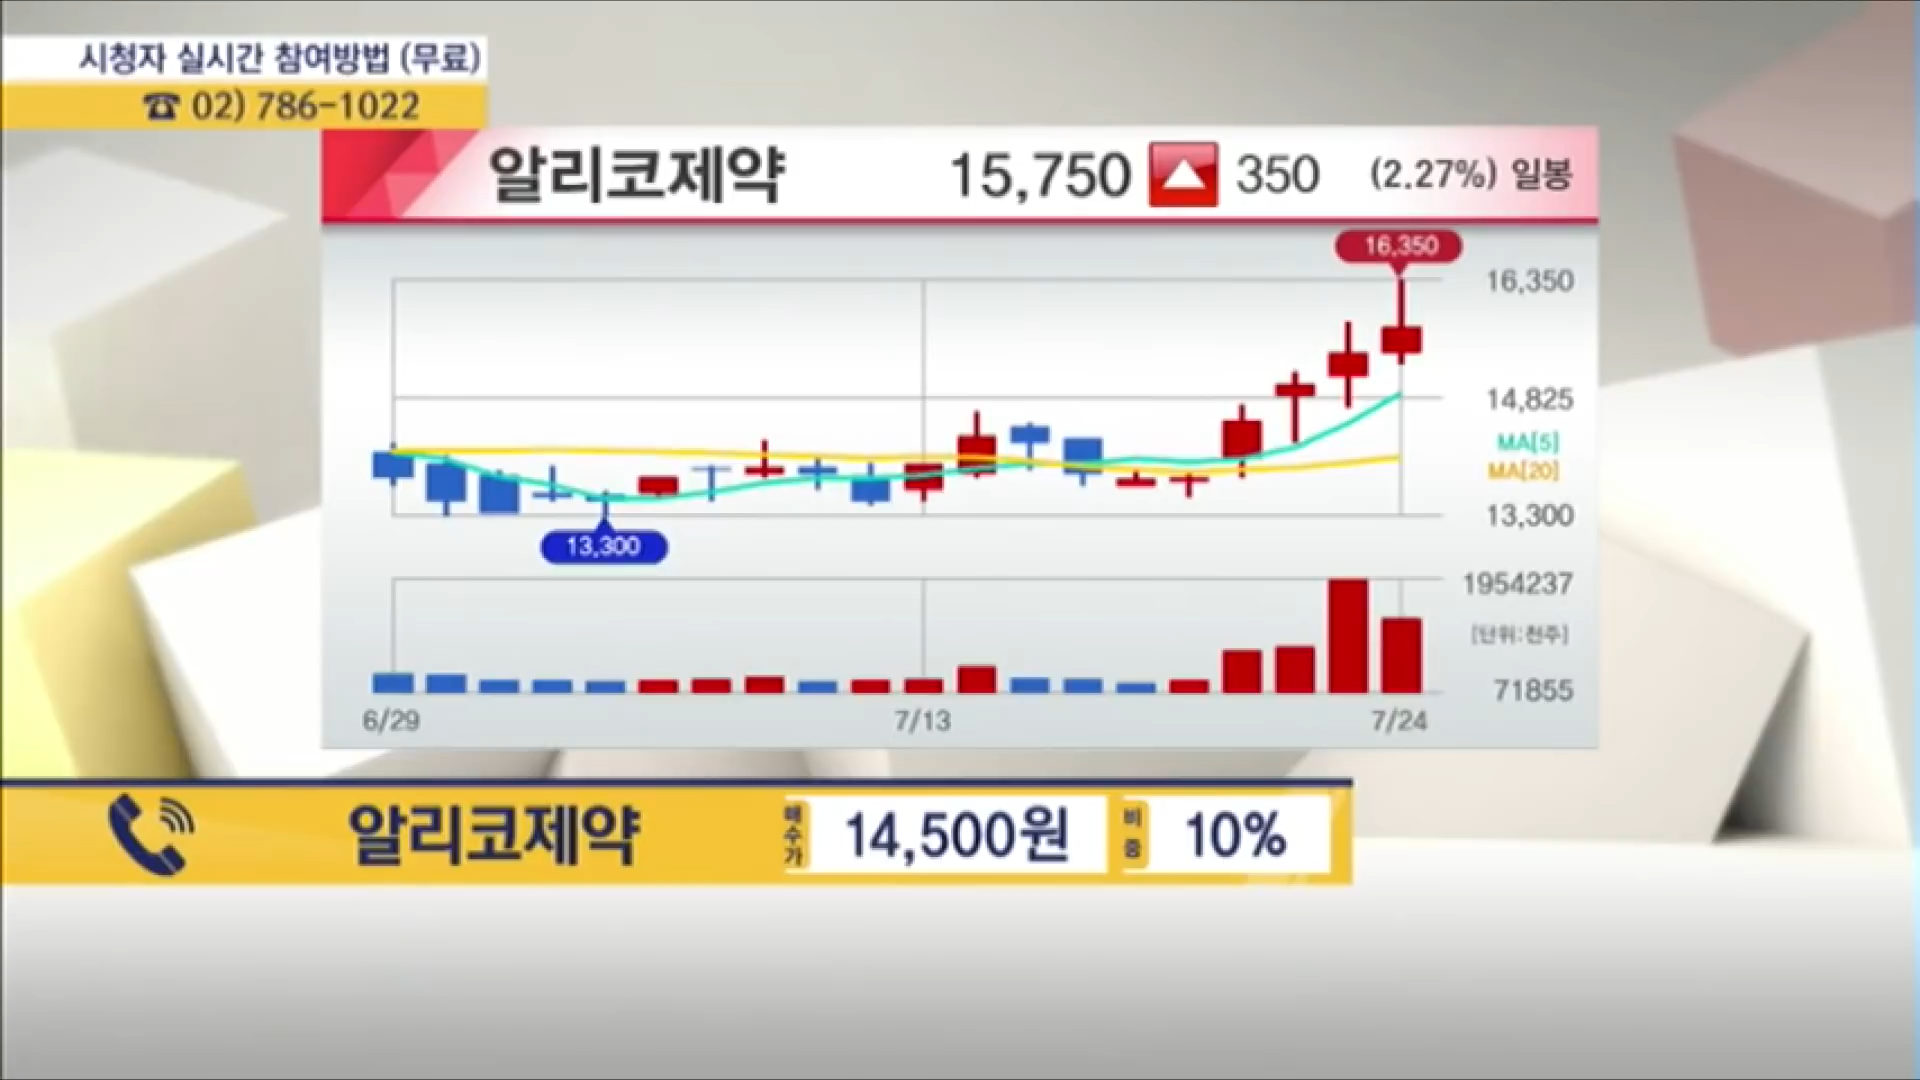 시청자 실시간 참여방법 (무료)
☎ 02) 786-1022
알리코제약 15,750 ▲ 350 (2.27%) 일봉
16,350
16,350
14,825
MA[5]
MA[20]
13,300
13,300
1954237
[단위:천주]
71855
6/29 7/13 7/24
알리코제약 매수가 14,500원 비중 10%